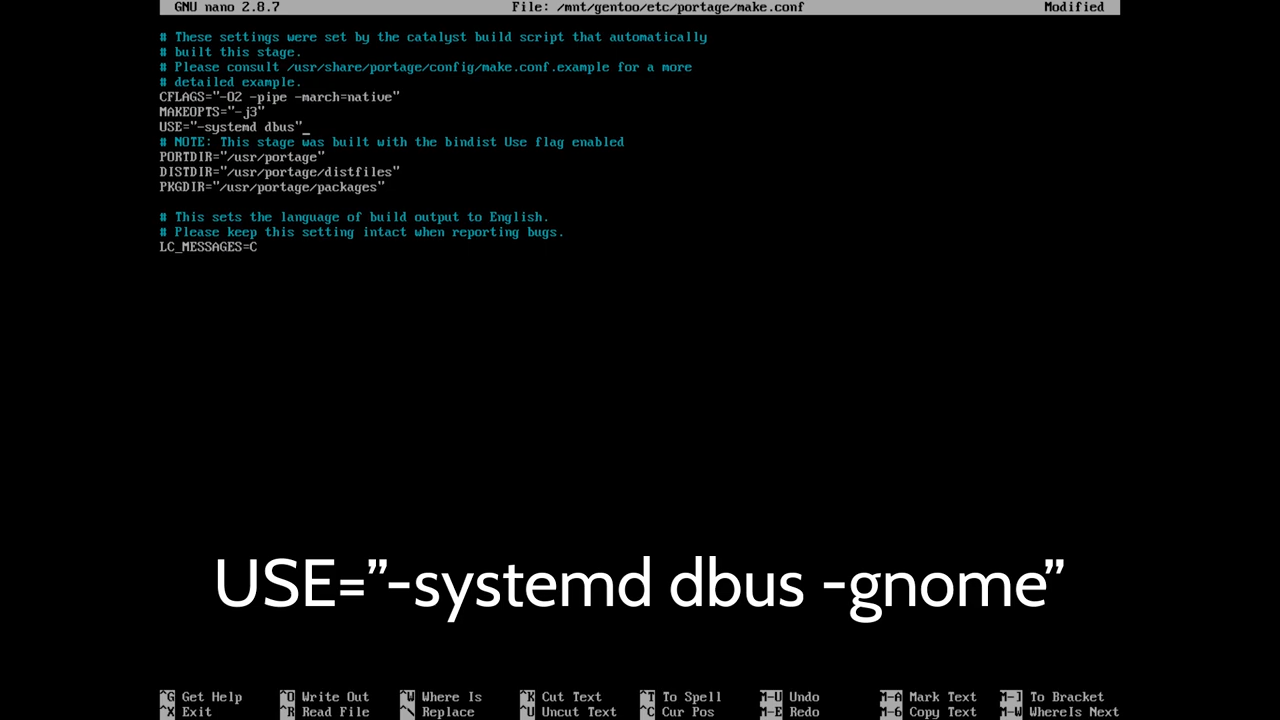 GNU nano 2.8.7 File: /mnt/gentoo/etc/portage/make.conf Modified
# These settings were set by the catalyst build script that automatically
# built this stage.
# Please consult /usr/share/portage/config/make.conf.example for a more
# detailed example.
CFLAGS="-O2 -pipe -march=native"
MAKEOPTS="-j3"
USE="-systemd dbus"_
# NOTE: This stage was built with the bindist Use flag enabled
PORTDIR="/usr/portage"
DISTDIR="/usr/portage/distfiles"
PKGDIR="/usr/portage/packages"
# This sets the language of build output to English.
# Please keep this setting intact when reporting bugs.
LC_MESSAGES=C
USE=”-systemd dbus -gnome”
^G Get Help ^O Write Out ^W Where Is ^K Cut Text ^T To Spell M-U Undo M-A Mark Text M-] To Bracket
^X Exit ^R Read File ^\ Replace ^U Uncut Text ^C Cur Pos M-E Redo M-6 Copy Text M-W WhereIs Next